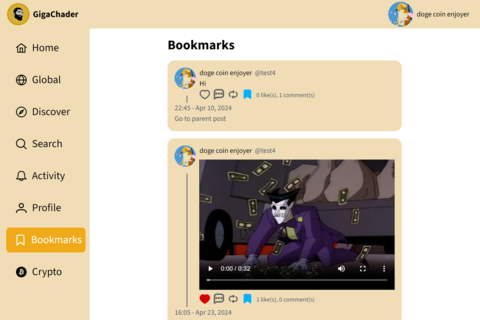 GigaChader
doge coin enjoyer
Home
Global
Discover
Search
Activity
Profile
Bookmarks
Crypto
Bookmarks
doge coin enjoyer @test4
Hi
0 like(s), 1 comment(s)
22:45 - Apr 10, 2024
Go to parent post
doge coin enjoyer @test4
0:00 / 0:32
1 like(s), 0 comment(s)
16:05 - Apr 23, 2024